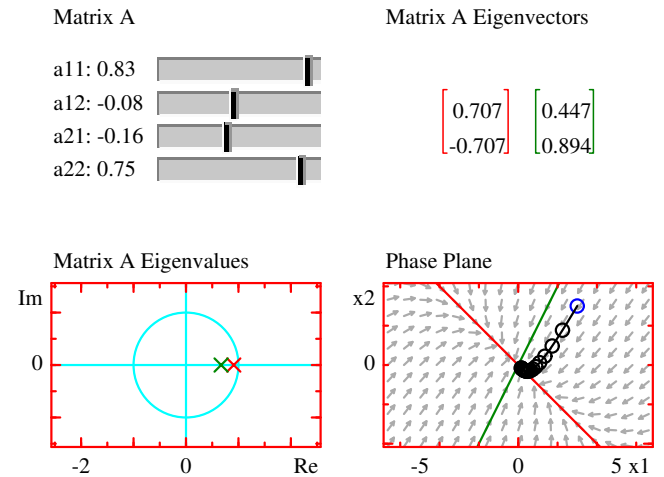 Matrix A
Matrix A Eigenvectors
a11: 0.83
a12: -0.08
a21: -0.16
a22: 0.75
0.707 0.447
-0.707 0.894
Matrix A Eigenvalues
Phase Plane
Im
0
-2 0 Re
x2
0
-5 0 5 x1